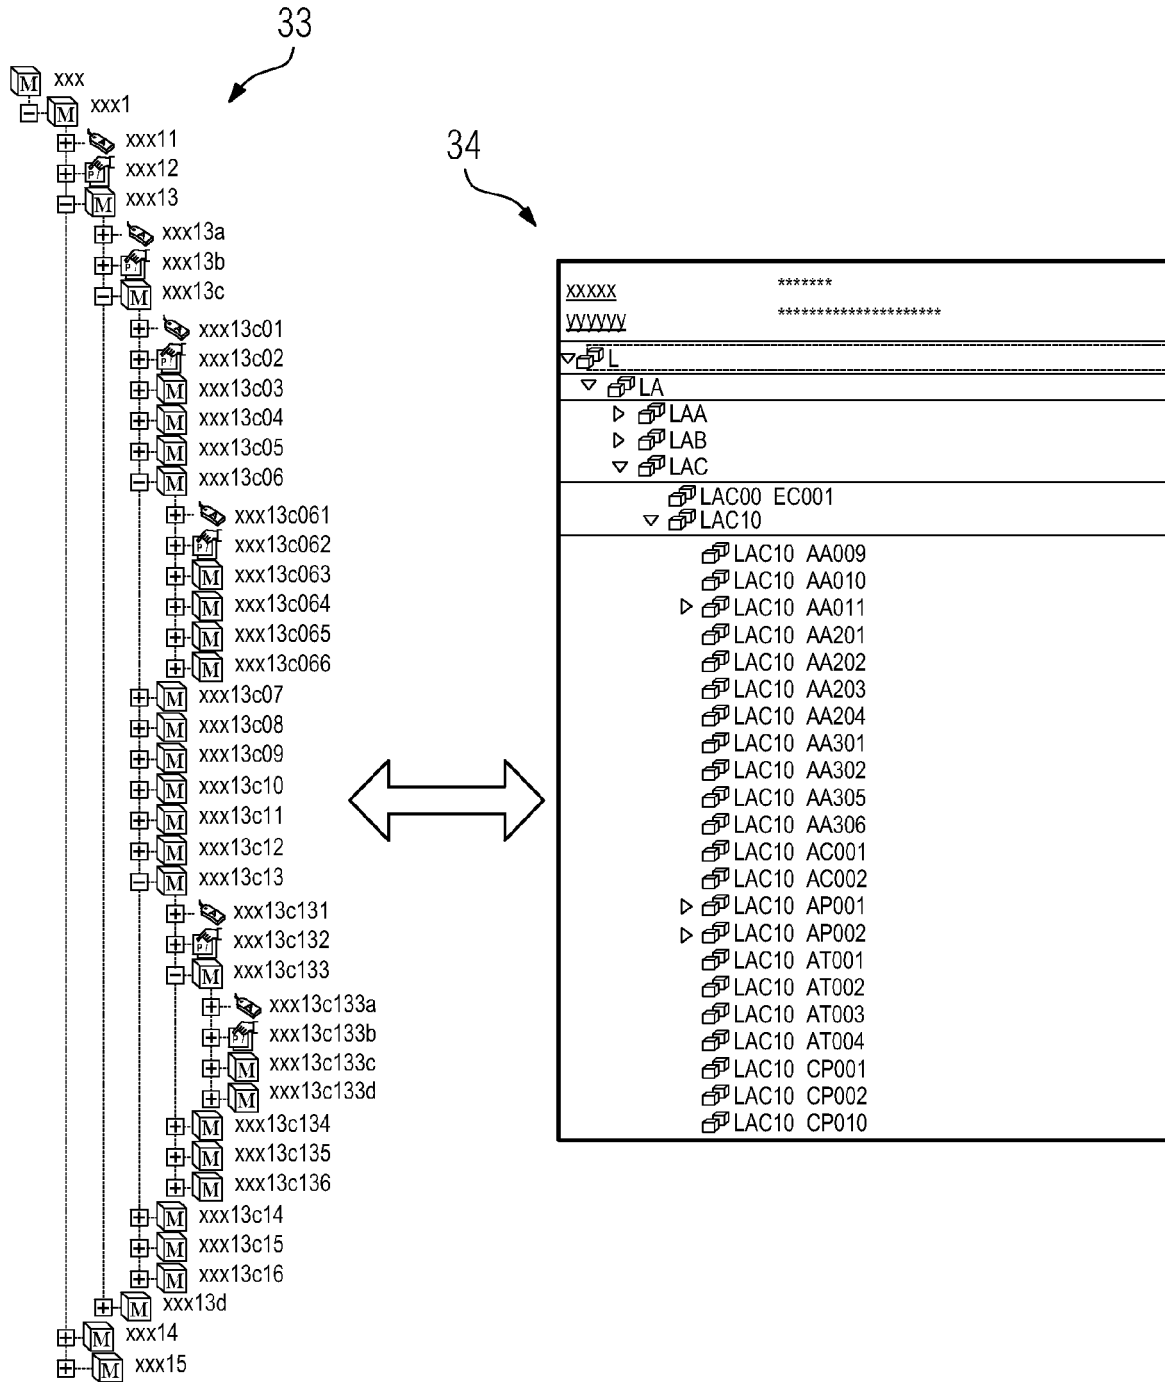 33
xxx
xxx1
xxx11
xxx12
xxx13
xxx13a
xxx13b
xxx13c
xxx13c01
xxx13c02
xxx13c03
xxx13c04
xxx13c05
xxx13c06
xxx13c061
xxx13c062
xxx13c063
xxx13c064
xxx13c065
xxx13c066
xxx13c07
xxx13c08
xxx13c09
xxx13c10
xxx13c11
xxx13c12
xxx13c13
xxx13c131
xxx13c132
xxx13c133
xxx13c133a
xxx13c133b
xxx13c133c
xxx13c133d
xxx13c134
xxx13c135
xxx13c136
xxx13c14
xxx13c15
xxx13c16
xxx13d
xxx14
xxx15
34
xxxxx *******
yyyyyy *********************
L
LA
LAA
LAB
LAC
LAC00 EC001
LAC10
LAC10 AA009
LAC10 AA010
LAC10 AA011
LAC10 AA201
LAC10 AA202
LAC10 AA203
LAC10 AA204
LAC10 AA301
LAC10 AA302
LAC10 AA305
LAC10 AA306
LAC10 AC001
LAC10 AC002
LAC10 AP001
LAC10 AP002
LAC10 AT001
LAC10 AT002
LAC10 AT003
LAC10 AT004
LAC10 CP001
LAC10 CP002
LAC10 CP010